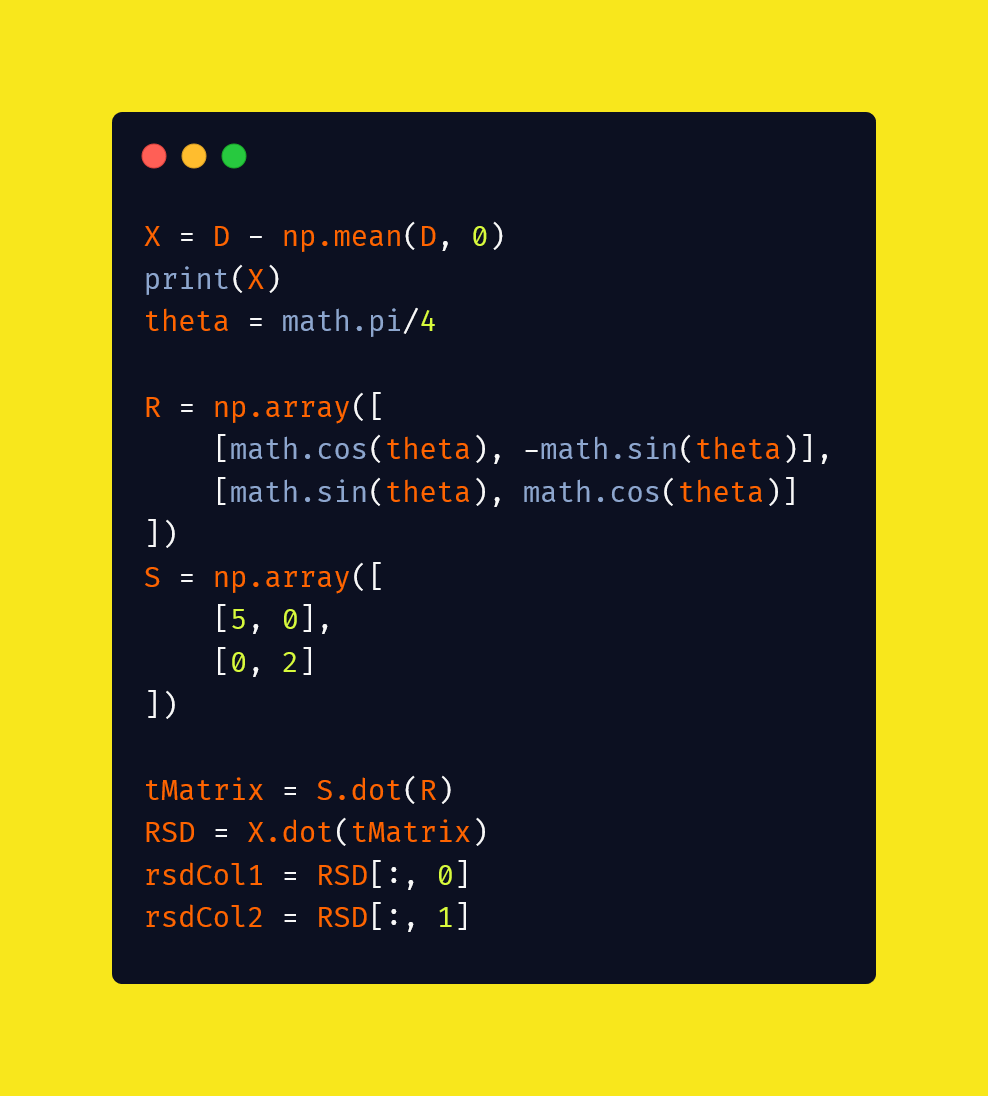 X = D - np.mean(D, 0)
print(X)
theta = math.pi/4

R = np.array([
    [math.cos(theta), -math.sin(theta)],
    [math.sin(theta), math.cos(theta)]
])
S = np.array([
    [5, 0],
    [0, 2]
])

tMatrix = S.dot(R)
RSD = X.dot(tMatrix)
rsdCol1 = RSD[:, 0]
rsdCol2 = RSD[:, 1]